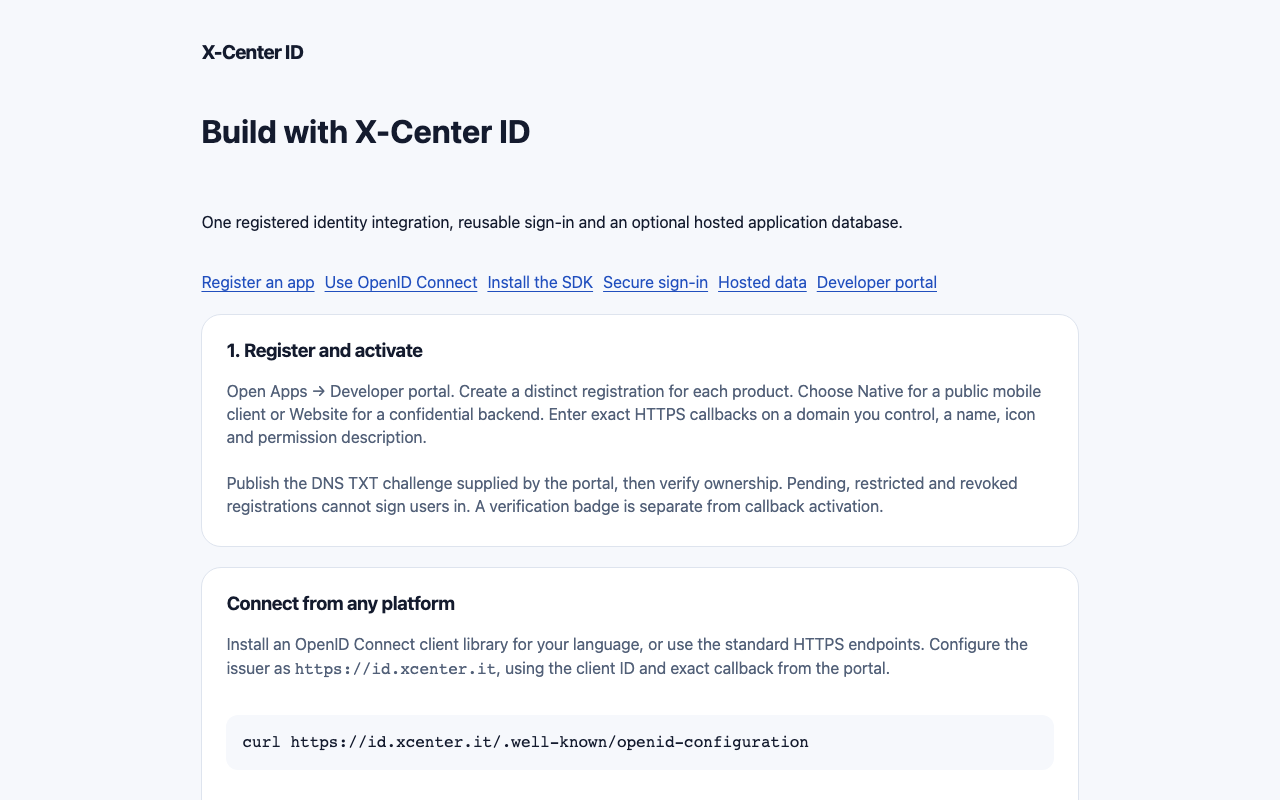 X-Center ID
Build with X-Center ID
One registered identity integration, reusable sign-in and an optional hosted application database.
Register an app Use OpenID Connect Install the SDK Secure sign-in Hosted data Developer portal
1. Register and activate
Open Apps → Developer portal. Create a distinct registration for each product. Choose Native for a public mobile
client or Website for a confidential backend. Enter exact HTTPS callbacks on a domain you control, a name, icon
and permission description.
Publish the DNS TXT challenge supplied by the portal, then verify ownership. Pending, restricted and revoked
registrations cannot sign users in. A verification badge is separate from callback activation.
Connect from any platform
Install an OpenID Connect client library for your language, or use the standard HTTPS endpoints. Configure the
issuer as https://id.xcenter.it, using the client ID and exact callback from the portal.
curl https://id.xcenter.it/.well-known/openid-configuration